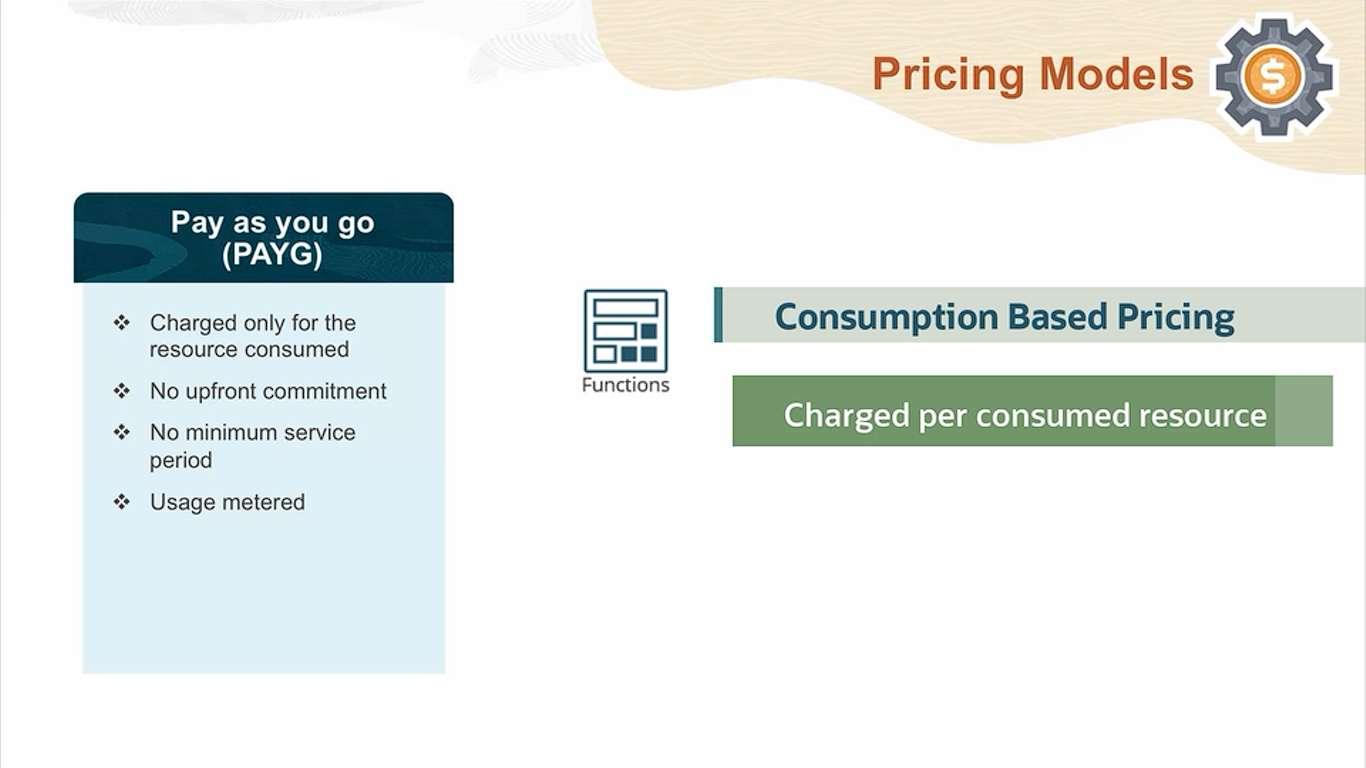 Pricing Models
$
Pay as you go
(PAYG)
❖ Charged only for the
resource consumed
❖ No upfront commitment
❖ No minimum service
period
❖ Usage metered
Functions
Consumption Based Pricing
Charged per consumed resource